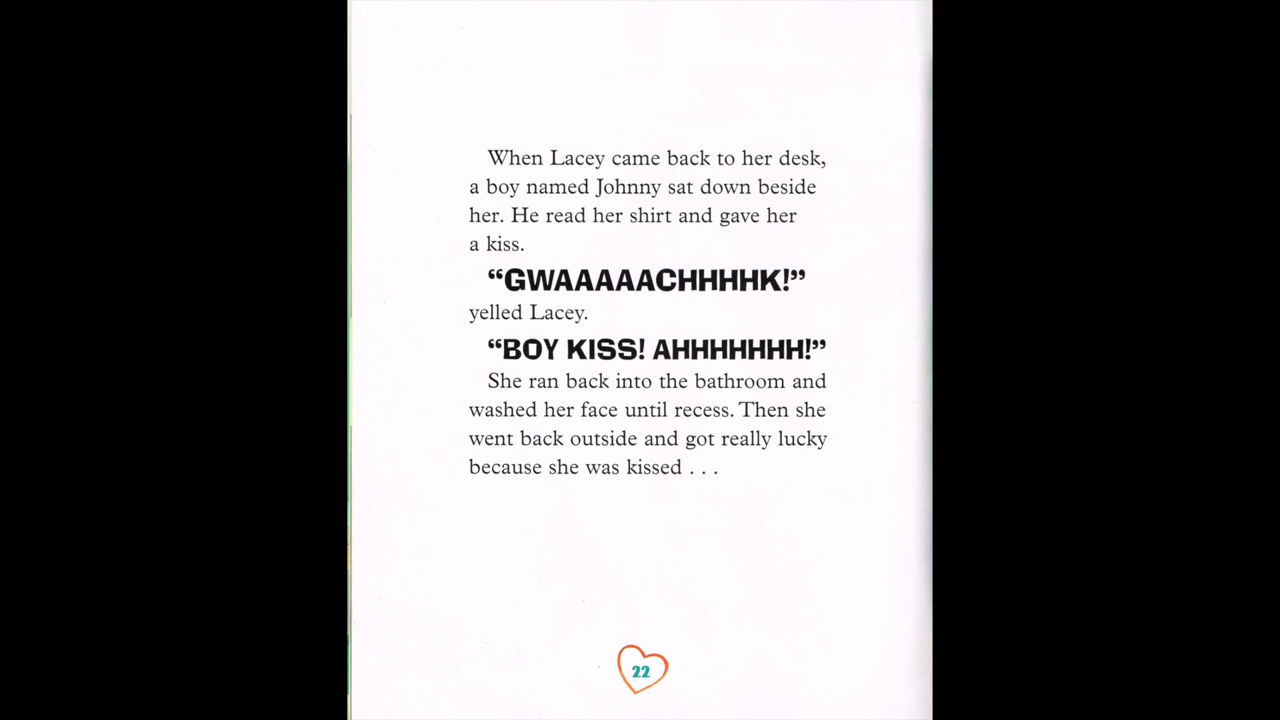 When Lacey came back to her desk,
a boy named Johnny sat down beside
her. He read her shirt and gave her
a kiss.
“GWAAAAACHHHHK!”
yelled Lacey.
“BOY KISS! AHHHHHHH!”
She ran back into the bathroom and
washed her face until recess. Then she
went back outside and got really lucky
because she was kissed . . .
22